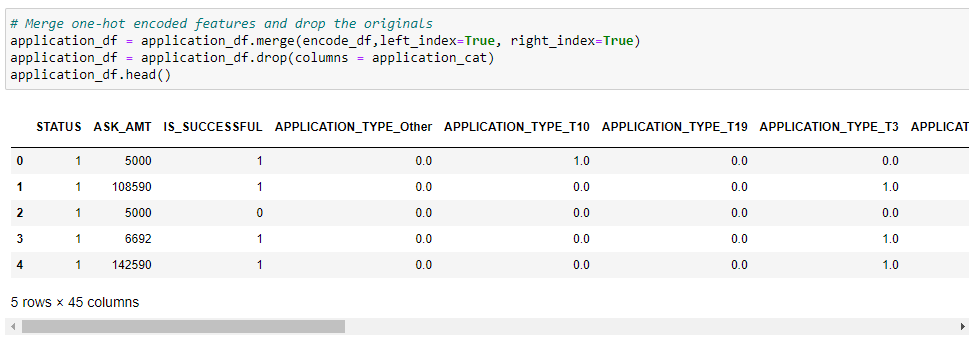 # Merge one-hot encoded features and drop the originals
application_df = application_df.merge(encode_df,left_index=True, right_index=True)
application_df = application_df.drop(columns = application_cat)
application_df.head()
STATUS ASK_AMT IS_SUCCESSFUL APPLICATION_TYPE_Other APPLICATION_TYPE_T10 APPLICATION_TYPE_T19 APPLICATION_TYPE_T3 APPLICAT
0 1 5000 1 0.0 1.0 0.0 0.0
1 1 108590 1 0.0 0.0 0.0 1.0
2 1 5000 0 0.0 0.0 0.0 0.0
3 1 6692 1 0.0 0.0 0.0 1.0
4 1 142590 1 0.0 0.0 0.0 1.0
5 rows × 45 columns